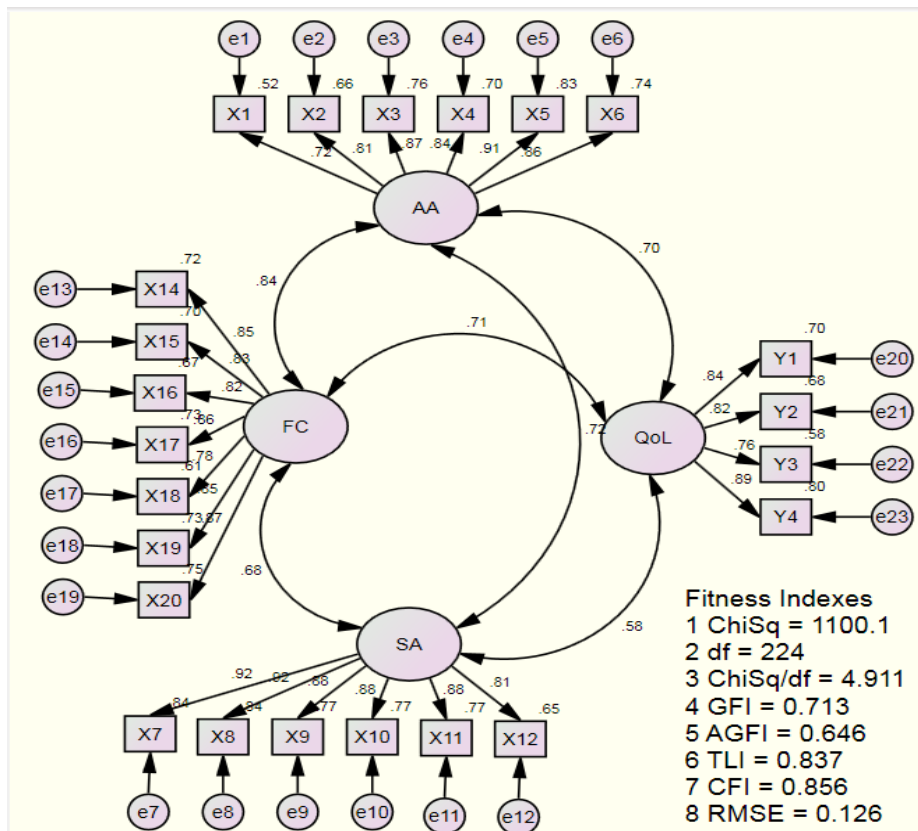 e1 e2 e3 e4 e5 e6
.52 .66 .76 .70 .83 .74
X1 X2 X3 X4 X5 X6
.72 .81 .87 .84 .91 .86
AA
.84 .70 .71 .72 .68 .58
e13 X14 .72
e14 X15 .70
e15 X16 .67
e16 X17 .73
e17 X18 .61
e18 X19 .73
e19 X20 .75
.85
.83
.82
.78
.85
.87
FC
QoL
.84 Y1 .70 e20
.82 Y2 .68 e21
.76 Y3 .58 e22
.89 Y4 .80 e23
SA
.92 .92 .88 .88 .88 .81
.84 .84 .77 .77 .77 .65
X7 X8 X9 X10 X11 X12
e7 e8 e9 e10 e11 e12
Fitness Indexes
1 ChiSq = 1100.1
2 df = 224
3 ChiSq/df = 4.911
4 GFI = 0.713
5 AGFI = 0.646
6 TLI = 0.837
7 CFI = 0.856
8 RMSE = 0.126